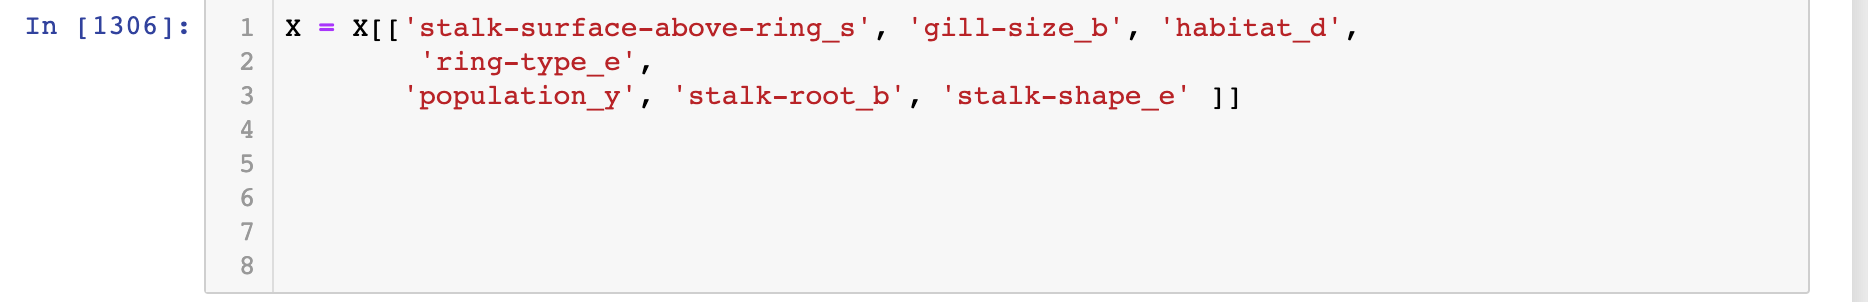 In [1306]: 1 X = X[['stalk-surface-above-ring_s', 'gill-size_b', 'habitat_d',
2 'ring-type_e',
3 'population_y', 'stalk-root_b', 'stalk-shape_e' ]]
4
5
6
7
8